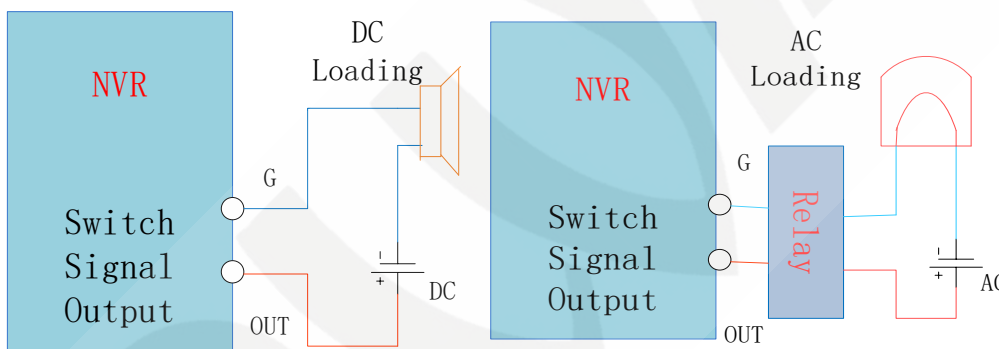 DC
Loading
NVR
G
Switch
Signal
Output
OUT
-
+
DC
AC
Loading
NVR
G
Switch
Signal
Output
OUT
Relay
-
+
AC